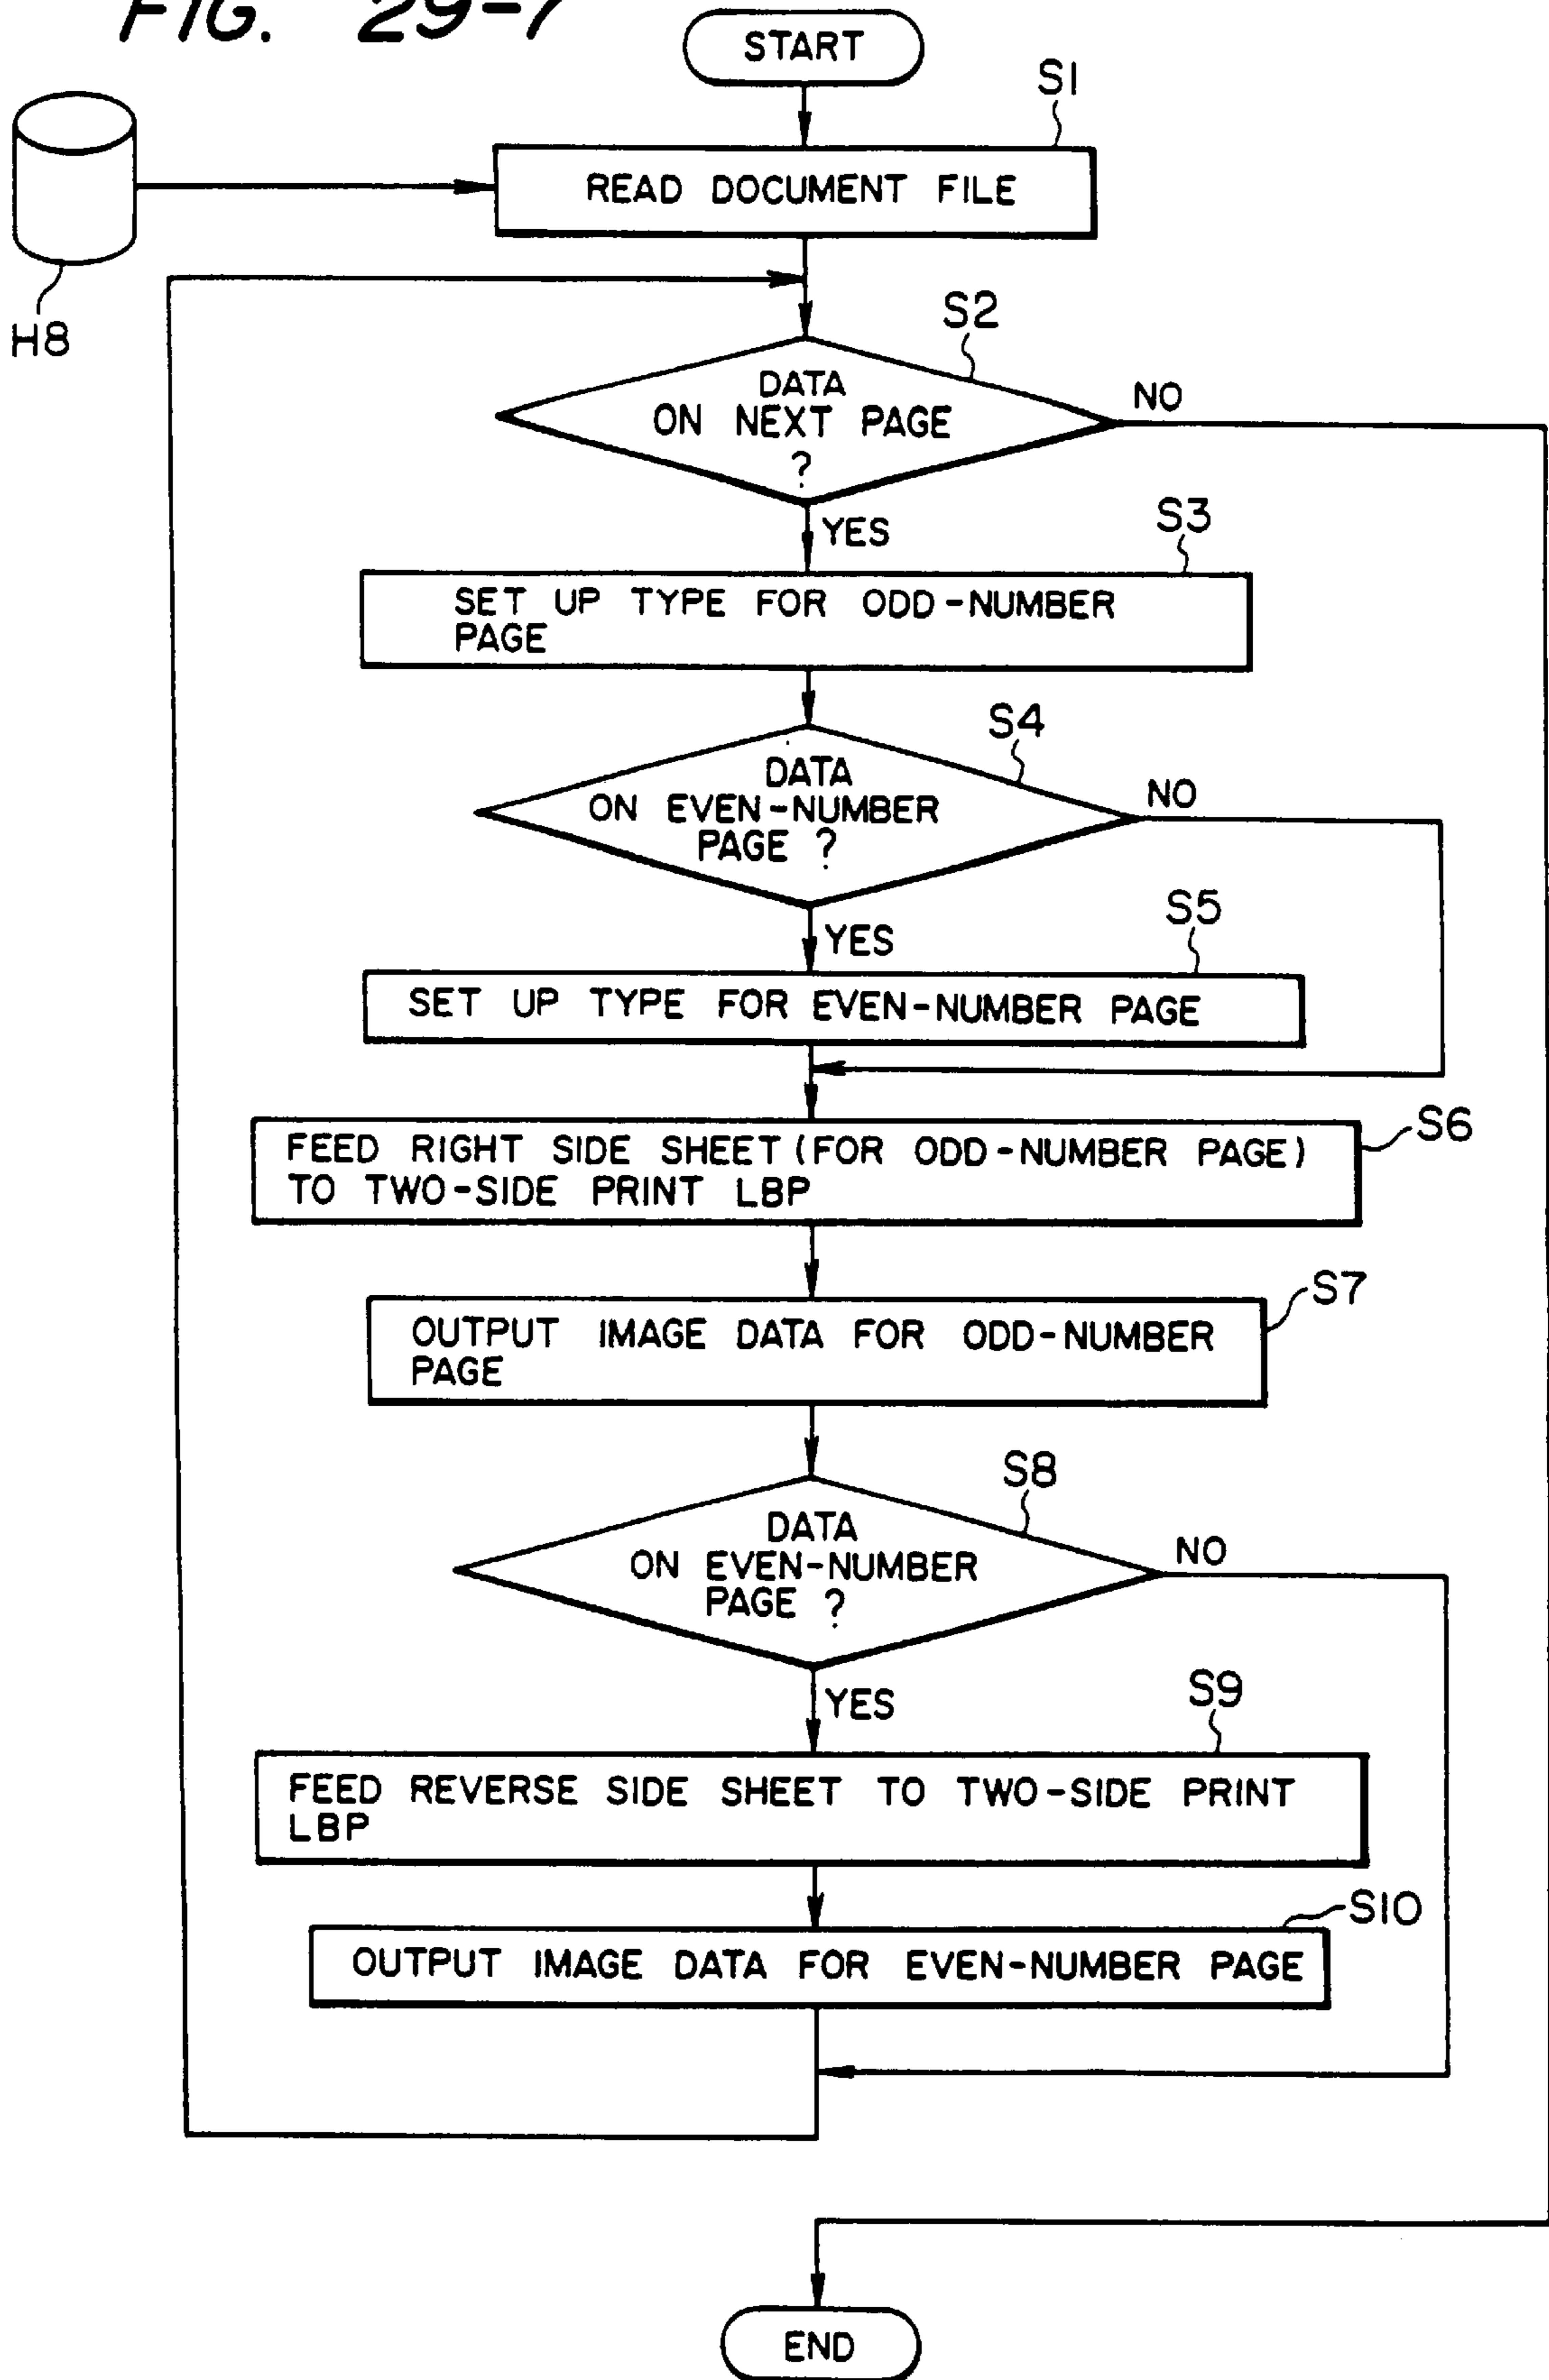 FIG. 29-7
START
S1
READ DOCUMENT FILE
H8
S2
DATA
ON NEXT PAGE
?
NO
YES
S3
SET UP TYPE FOR ODD-NUMBER
PAGE
S4
DATA
ON EVEN-NUMBER
PAGE ?
NO
YES
S5
SET UP TYPE FOR EVEN-NUMBER PAGE
S6
FEED RIGHT SIDE SHEET (FOR ODD-NUMBER PAGE)
TO TWO-SIDE PRINT LBP
S7
OUTPUT IMAGE DATA FOR ODD-NUMBER
PAGE
S8
DATA
ON EVEN-NUMBER
PAGE ?
NO
YES
S9
FEED REVERSE SIDE SHEET TO TWO-SIDE PRINT
LBP
S10
OUTPUT IMAGE DATA FOR EVEN-NUMBER PAGE
END